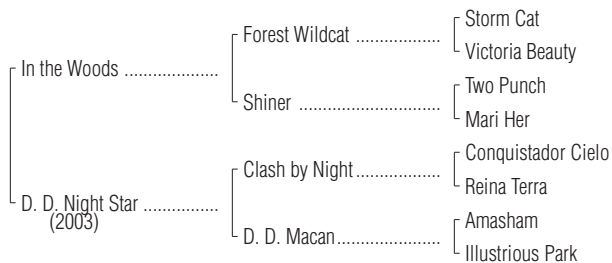 Storm Cat
Forest Wildcat ..................
Victoria Beauty
In the Woods ....................
Two Punch
Shiner ..............................
Mari Her
Conquistador Cielo
Clash by Night..................
Reina Terra
D. D. Night Star ................
(2003)
Amasham
D. D. Macan......................
Illustrious Park